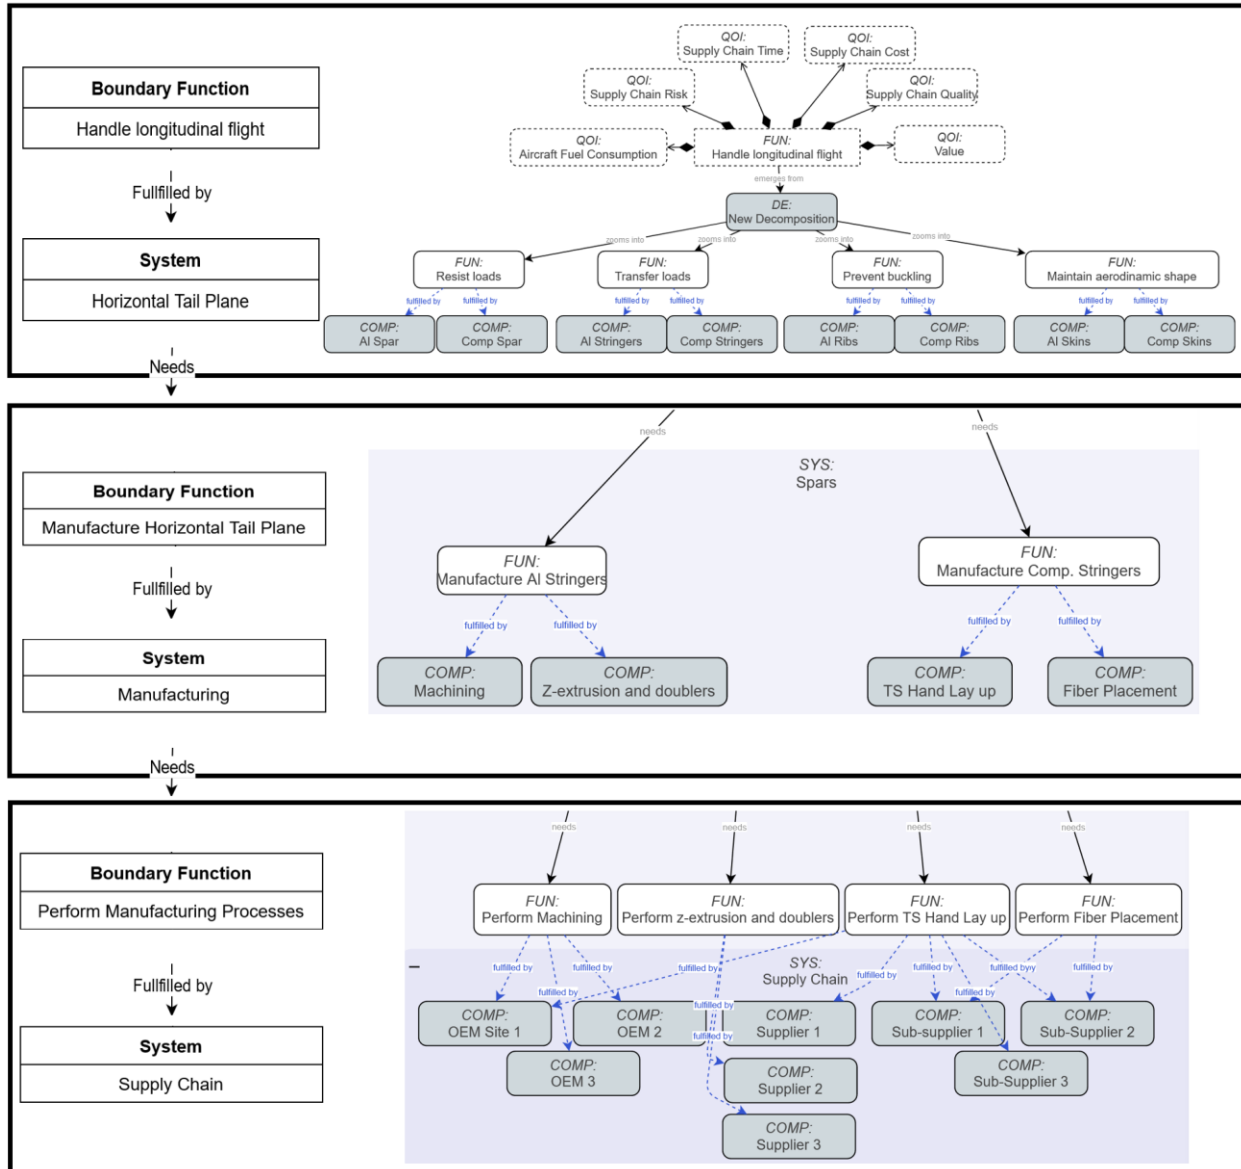 Boundary Function
Handle longitudinal flight
Fullfilled by
System
Horizontal Tail Plane
Needs
QOI:
Supply Chain Time
QOI:
Supply Chain Cost
QOI:
Supply Chain Risk
QOI:
Supply Chain Quality
QOI:
Aircraft Fuel Consumption
FUN:
Handle longitudinal flight
QOI:
Value
emerges from
DE:
New Decomposition
zooms into
zooms into
zooms into
zooms into
FUN:
Resist loads
FUN:
Transfer loads
FUN:
Prevent buckling
FUN:
Maintain aerodinamic shape
fulfilled by
fulfilled by
fulfilled by
fulfilled by
fulfilled by
fulfilled by
fulfilled by
fulfilled by
COMP:
Al Spar
COMP:
Comp Spar
COMP:
Al Stringers
COMP:
Comp Stringers
COMP:
Al Ribs
COMP:
Comp Ribs
COMP:
Al Skins
COMP:
Comp Skins
Boundary Function
Manufacture Horizontal Tail Plane
Fullfilled by
System
Manufacturing
Needs
needs
needs
SYS:
Spars
FUN:
Manufacture Al Stringers
FUN:
Manufacture Comp. Stringers
fulfilled by
fulfilled by
fulfilled by
fulfilled by
COMP:
Machining
COMP:
Z-extrusion and doublers
COMP:
TS Hand Lay up
COMP:
Fiber Placement
Boundary Function
Perform Manufacturing Processes
Fullfilled by
System
Supply Chain
needs
needs
needs
needs
FUN:
Perform Machining
FUN:
Perform z-extrusion and doublers
FUN:
Perform TS Hand Lay up
FUN:
Perform Fiber Placement
SYS:
Supply Chain
fulfilled by
fulfilled by
fulfilled by
fulfilled by
fulfilled by
fulfilled by
fulfilled by
fulfilled by
fulfilled by
fulfilled by
COMP:
OEM Site 1
COMP:
OEM 2
COMP:
Supplier 1
COMP:
Sub-supplier 1
COMP:
Sub-Supplier 2
COMP:
OEM 3
COMP:
Supplier 2
COMP:
Sub-Supplier 3
COMP:
Supplier 3